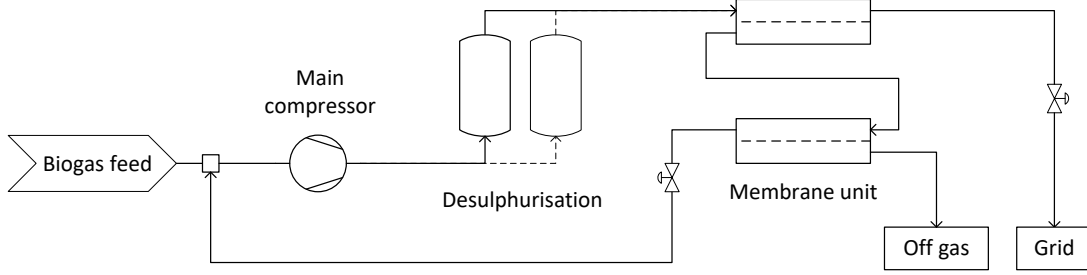 Main
compressor
Biogas feed
Desulphurisation
Membrane unit
Off gas
Grid